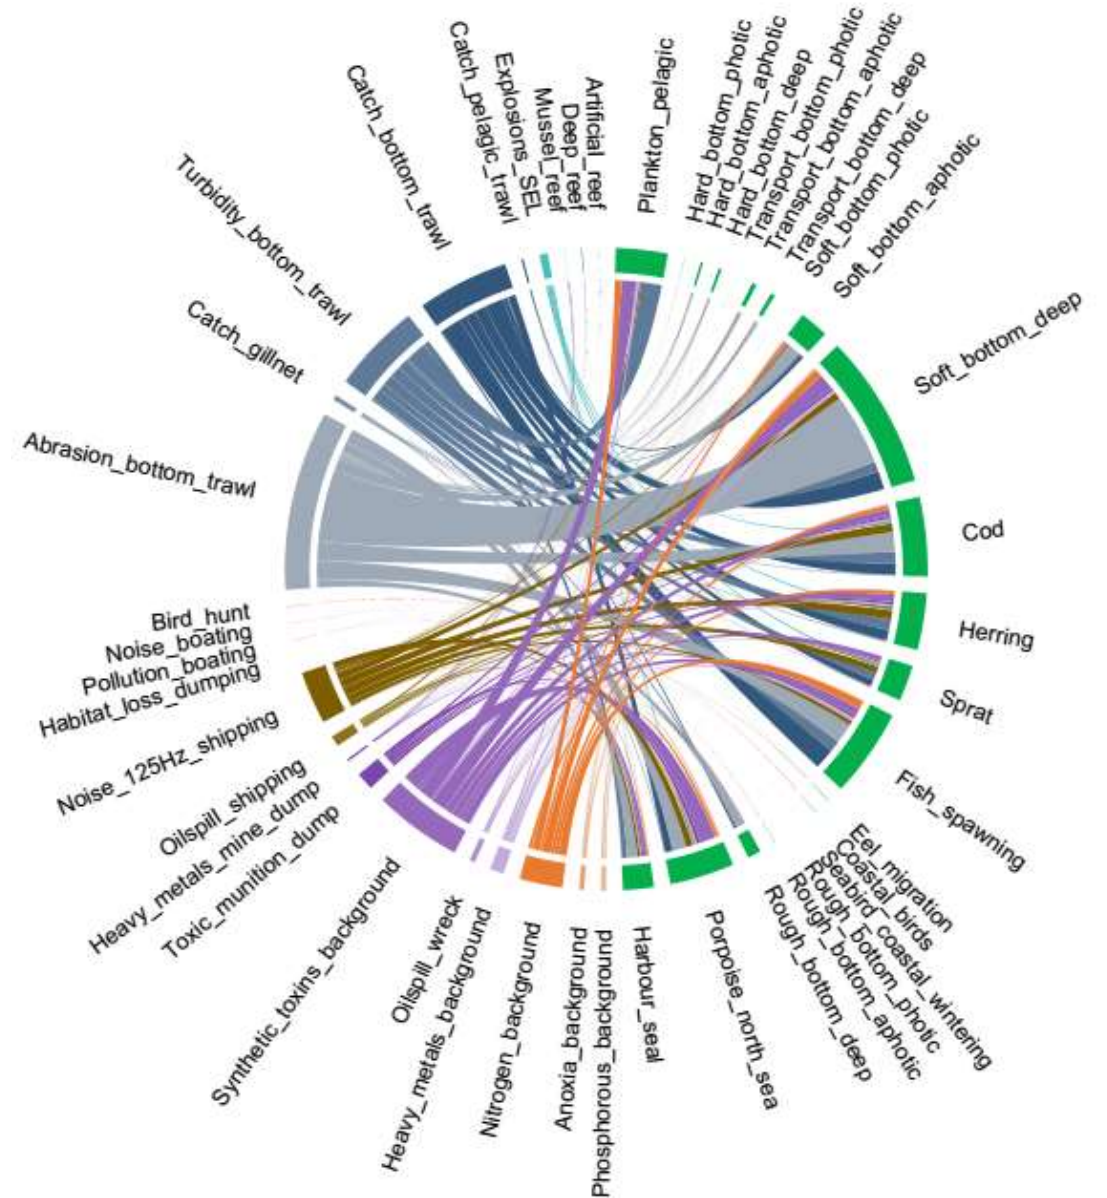 Artificial_reef
Plankton_pelagic
Hard_bottom_photic
Hard_bottom_aphotic
Hard_bottom_deep
Transport_bottom_photic
Transport_bottom_aphotic
Transport_bottom_deep
Soft_bottom_photic
Soft_bottom_aphotic
Soft_bottom_deep
Cod
Herring
Sprat
Fish_spawning
Eel_migration
Coastal_birds
Seabird_coastal_wintering
Rough_bottom_photic
Rough_bottom_aphotic
Rough_bottom_deep
Porpoise_north_sea
Harbour_seal
Phosphorous_background
Anoxia_background
Nitrogen_background
Heavy_metals_background
Oilspill_wreck
Synthetic_toxins_background
Toxic_munition_dump
Heavy_metals_mine_dump
Oilspill_shipping
Noise_125Hz_shipping
Habitat_loss_dumping
Pollution_boating
Noise_boating
Bird_hunt
Abrasion_bottom_trawl
Catch_gillnet
Turbidity_bottom_trawl
Catch_bottom_trawl
Catch_pelagic_trawl
Explosions_SEL
Mussel_reef
Deep_reef